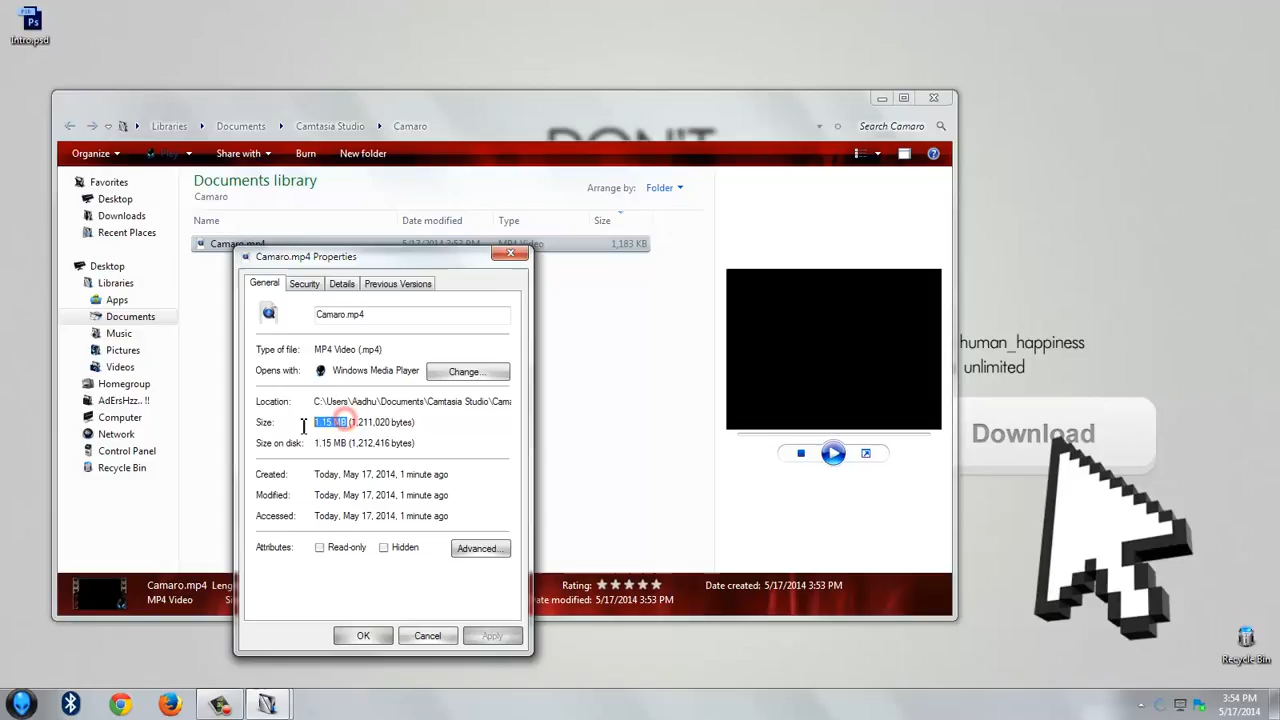 Ps
intro.psd
DON'T
Libraries
Documents
Camtasia Studio
Camaro
Search Camaro
Organize
Play
Share with
Burn
New folder
Favorites
Desktop
Downloads
Recent Places
Desktop
Libraries
Apps
Documents
Music
Pictures
Videos
Homegroup
AdErsHzz.. !!
Computer
Network
Control Panel
Recycle Bin
Documents library
Camaro
Arrange by: Folder
Name Date modified Type Size
Camaro.mp4 5/17/2014 3:53 PM MP4 Video 1,183 KB
Camaro.mp4 Properties
General Security Details Previous Versions
Camaro.mp4
Type of file: MP4 Video (.mp4)
Opens with: Windows Media Player Change...
Location: C:\Users\Aadhu\Documents\Camtasia Studio\Cama
Size: 1.15 MB (1,211,020 bytes)
Size on disk: 1.15 MB (1,212,416 bytes)
Created: Today, May 17, 2014, 1 minute ago
Modified: Today, May 17, 2014, 1 minute ago
Accessed: Today, May 17, 2014, 1 minute ago
Attributes: Read-only Hidden Advanced...
OK Cancel Apply
Camaro.mp4
MP4 Video
Rating:
Date modified: 5/17/2014 3:53 PM
Date created: 5/17/2014 3:53 PM
human_happiness
unlimited
Download
Recycle Bin
3:54 PM
5/17/2014